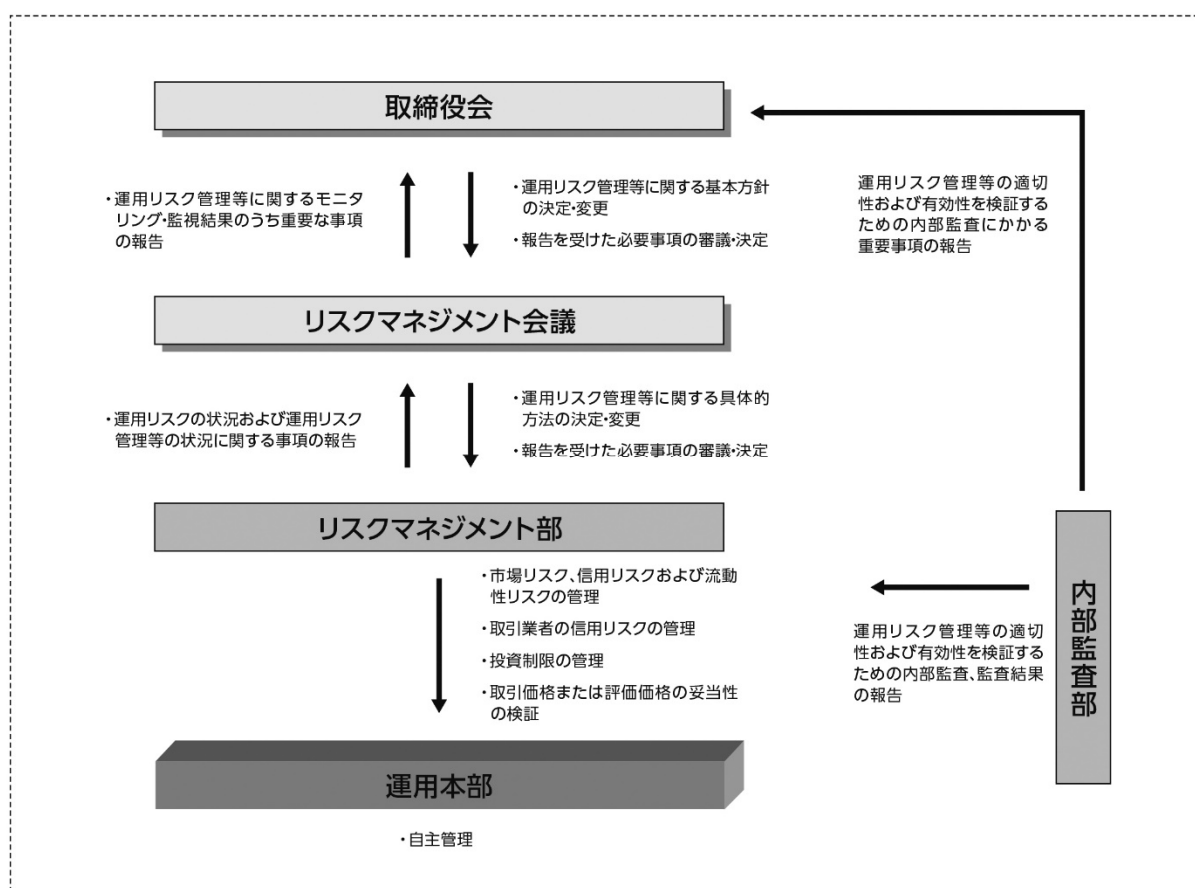 取締役会
・運用リスク管理等に関するモニタ
リング・監視結果のうち重要な事項
の報告
・運用リスク管理等に関する基本方針
の決定・変更
・報告を受けた必要事項の審議・決定
運用リスク管理等の適切
性および有効性を検証する
ための内部監査にかかる
重要事項の報告
リスクマネジメント会議
・運用リスクの状況および運用リスク
管理等の状況に関する事項の報告
・運用リスク管理等に関する具体的
方法の決定・変更
・報告を受けた必要事項の審議・決定
リスクマネジメント部
・市場リスク、信用リスクおよび流動
性リスクの管理
・取引業者の信用リスクの管理
・投資制限の管理
・取引価格または評価価格の妥当性
の検証
運用リスク管理等の適切
性および有効性を検証する
ための内部監査、監査結果
の報告
内部監査部
運用本部
・自主管理